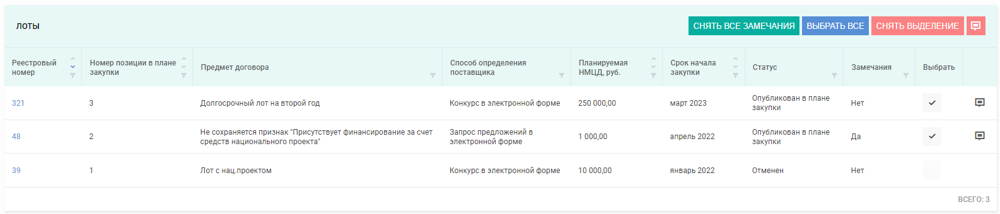 ЛОТЫ
СНЯТЬ ВСЕ ЗАМЕЧАНИЯ ВЫБРАТЬ ВСЕ СНЯТЬ ВЫДЕЛЕНИЕ
Реестровый номер Номер позиции в плане закупки Предмет договора Способ определения поставщика Планируемая НМЦД, руб. Срок начала закупки Статус Замечания Выбрать
321 3 Долгосрочный лот на второй год Конкурс в электронной форме 250 000,00 март 2023 Опубликован в плане закупки Нет
48 2 Не сохраняется признак "Присутствует финансирование за счет средств национального проекта" Запрос предложений в электронной форме 1 000,00 апрель 2022 Опубликован в плане закупки Да
39 1 Лот с нац.проектом Конкурс в электронной форме 10 000,00 январь 2022 Отменен Нет
ВСЕГО: 3